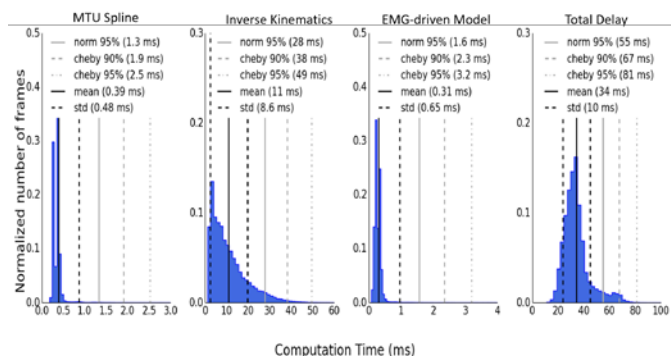 MTU Spline
norm 95% (1.3 ms)
cheby 90% (1.9 ms)
cheby 95% (2.5 ms)
mean (0.39 ms)
std (0.48 ms)
0.5
0.4
0.3
0.2
0.1
0.0
0.0 0.5 1.0 1.5 2.0 2.5 3.0
Normalized number of frames
Inverse Kinematics
norm 95% (28 ms)
cheby 90% (38 ms)
cheby 95% (49 ms)
mean (11 ms)
std (8.6 ms)
0.3
0.2
0.1
0.0
0 10 20 30 40 50 60
EMG-driven Model
norm 95% (1.6 ms)
cheby 90% (2.3 ms)
cheby 95% (3.2 ms)
mean (0.31 ms)
std (0.65 ms)
0.5
0.4
0.3
0.2
0.1
0.0
0 1 2 3 4
Total Delay
norm 95% (55 ms)
cheby 90% (67 ms)
cheby 95% (81 ms)
mean (34 ms)
std (10 ms)
0.3
0.2
0.1
0.0
0 20 40 60 80 100
Computation Time (ms)